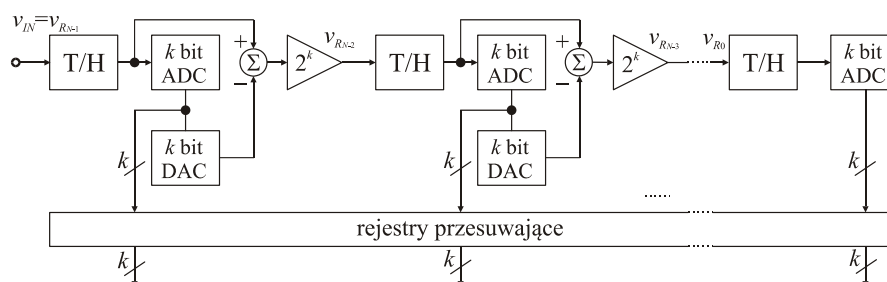 v_IN=v_RN-1
T/H
k bit
ADC
+
Σ
−
2^k
v_RN-2
T/H
k bit
ADC
+
Σ
−
2^k
v_RN-3
v_R0
T/H
k bit
ADC
k
k bit
DAC
k
k bit
DAC
k
rejestry przesuwające
k
k
k